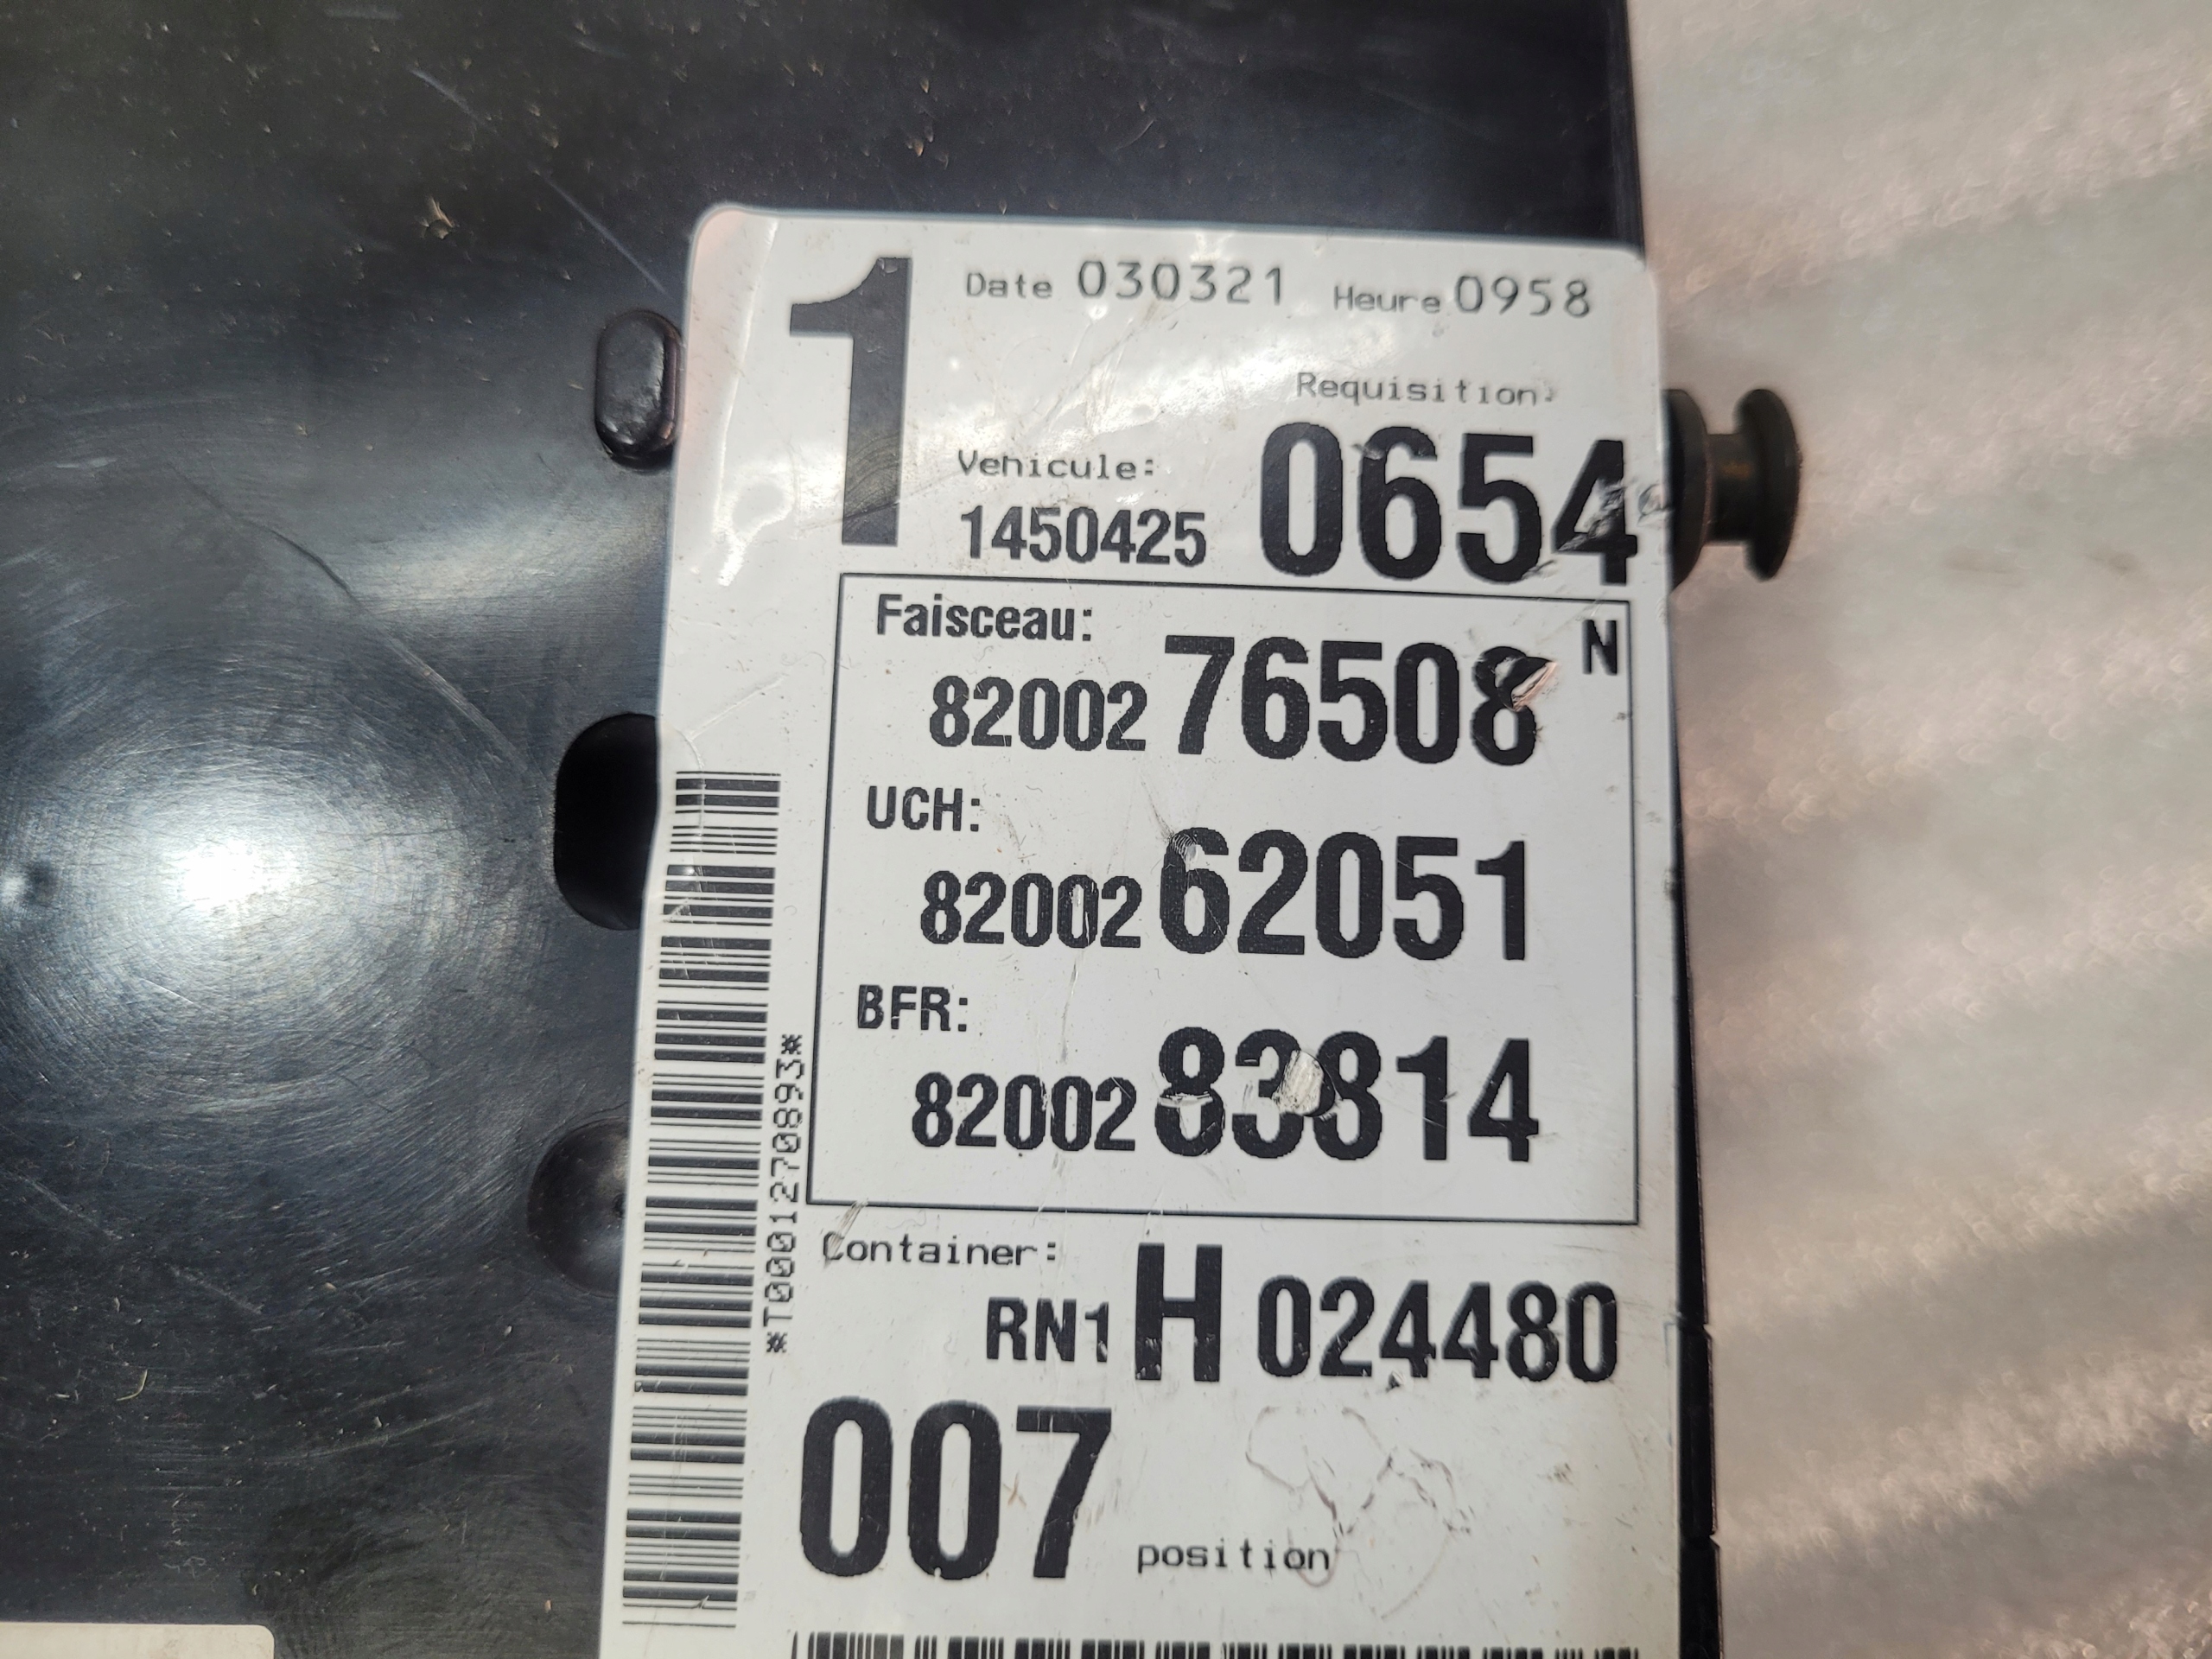 1
Date 030321 Heure 0958
Requisition:
0654
Vehicule:
1450425
Faisceau:
N
82002 76508
UCH:
82002 62051
BFR:
82002 83814
*T0001270893*
Container:
RN1 H 024480
007 position